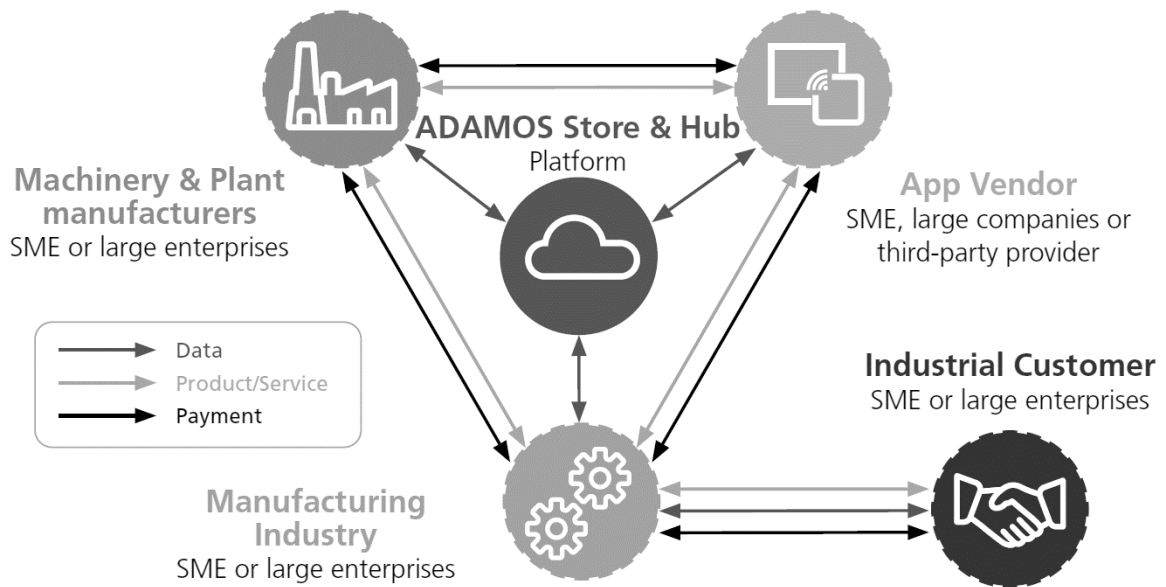 ADAMOS Store & Hub
Platform
Machinery & Plant
manufacturers
SME or large enterprises
App Vendor
SME, large companies or
third-party provider
Data
Product/Service
Payment
Industrial Customer
SME or large enterprises
Manufacturing
Industry
SME or large enterprises